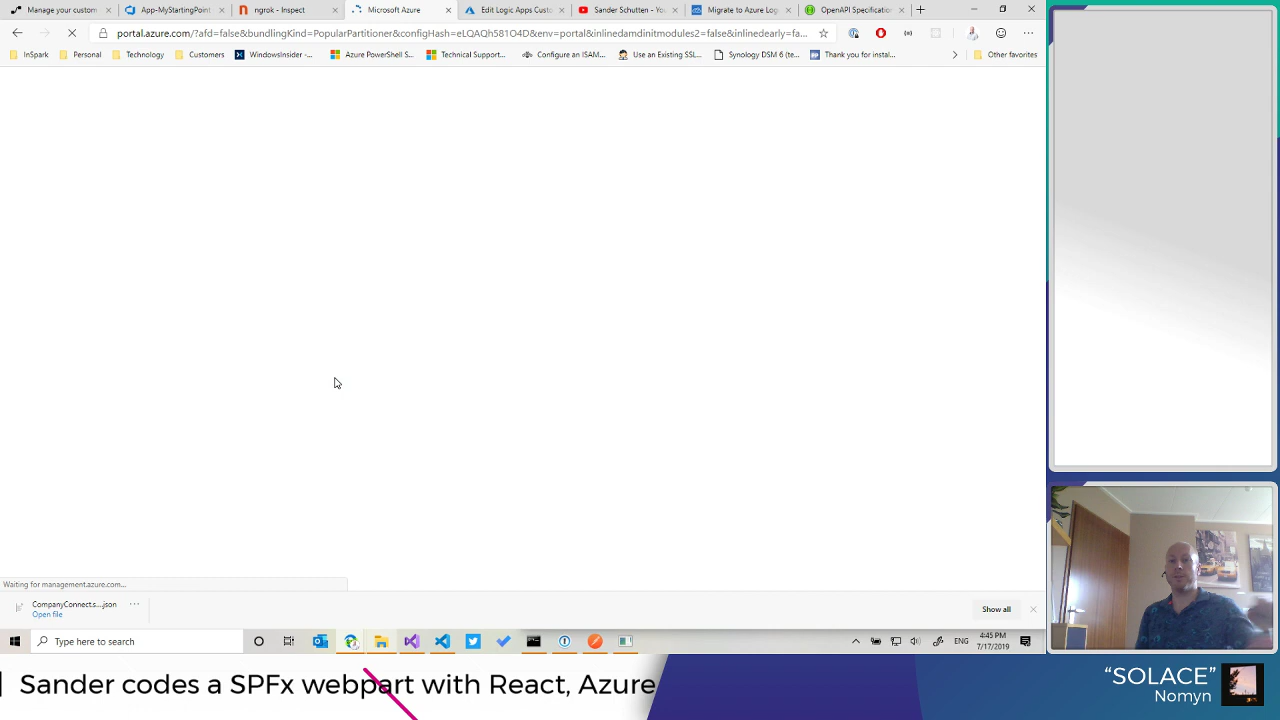 Manage your custom
App-MyStartingPoint
ngrok - Inspect
Microsoft Azure
Edit Logic Apps Custo
Sander Schutten - You
Migrate to Azure Log
OpenAPI Specification
portal.azure.com/?afd=false&bundlingKind=PopularPartitioner&configHash=eLQAQh581O4D&env=portal&inlinedamdinitmodules2=false&inlinedearly=fa...
InSpark
Personal
Technology
Customers
WindowsInsider -...
Azure PowerShell S...
Technical Support...
Configure an ISAM...
Use an Existing SSL...
Synology DSM 6 (te...
Thank you for instal...
Other favorites
Waiting for management.azure.com...
CompanyConnect.s....json
Open file
Show all
Type here to search
ENG
4:45 PM
7/17/2019
Sander codes a SPFx webpart with React, Azure
"SOLACE"
Nomyn